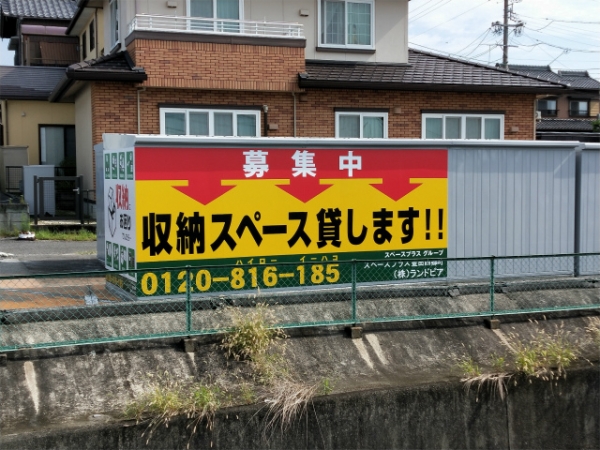 募集中
収納スペース貸します!!
ハイロー イーハコ
0120-816-185
スペースプラス グループ
(株)ランドピア
収納